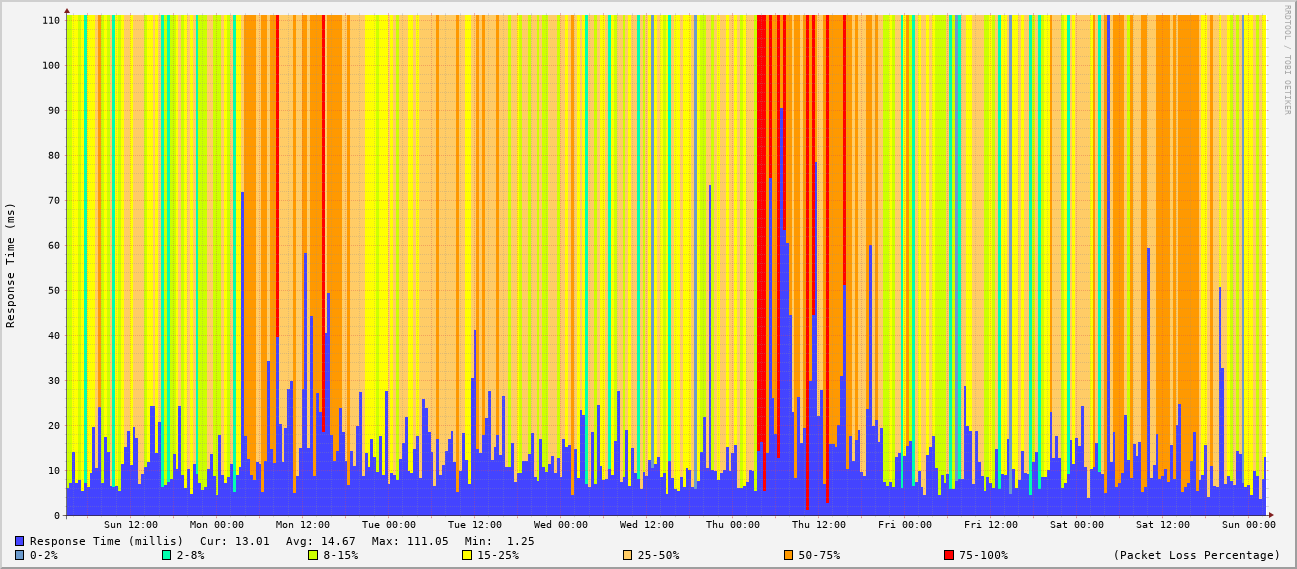 110
100
90
80
70
60
50
40
30
20
10
0
Response Time (ms)
RRDTOOL / TOBI OETIKER
Sun 12:00 Mon 00:00 Mon 12:00 Tue 00:00 Tue 12:00 Wed 00:00 Wed 12:00 Thu 00:00 Thu 12:00 Fri 00:00 Fri 12:00 Sat 00:00 Sat 12:00 Sun 00:00
Response Time (millis) Cur: 13.01 Avg: 14.67 Max: 111.05 Min: 1.25
0-2% 2-8% 8-15% 15-25% 25-50% 50-75% 75-100% (Packet Loss Percentage)